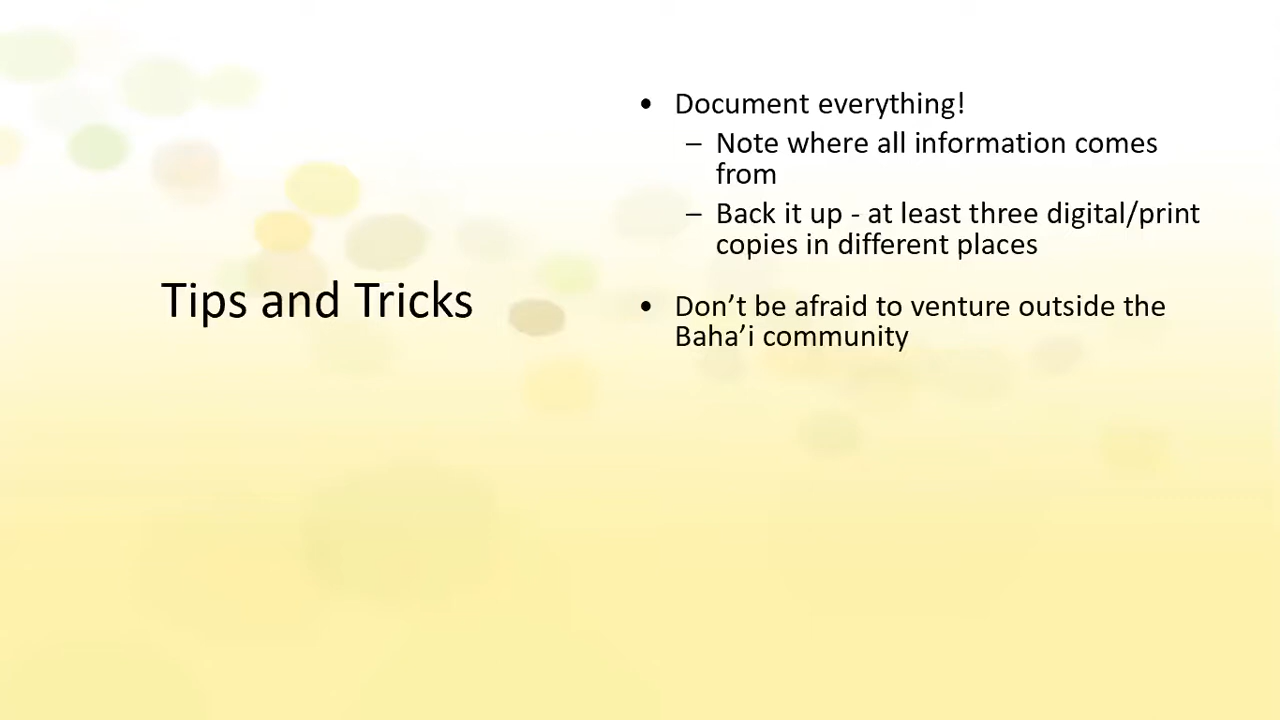 Tips and Tricks
• Document everything!
– Note where all information comes
from
– Back it up - at least three digital/print
copies in different places
• Don’t be afraid to venture outside the
Baha’i community